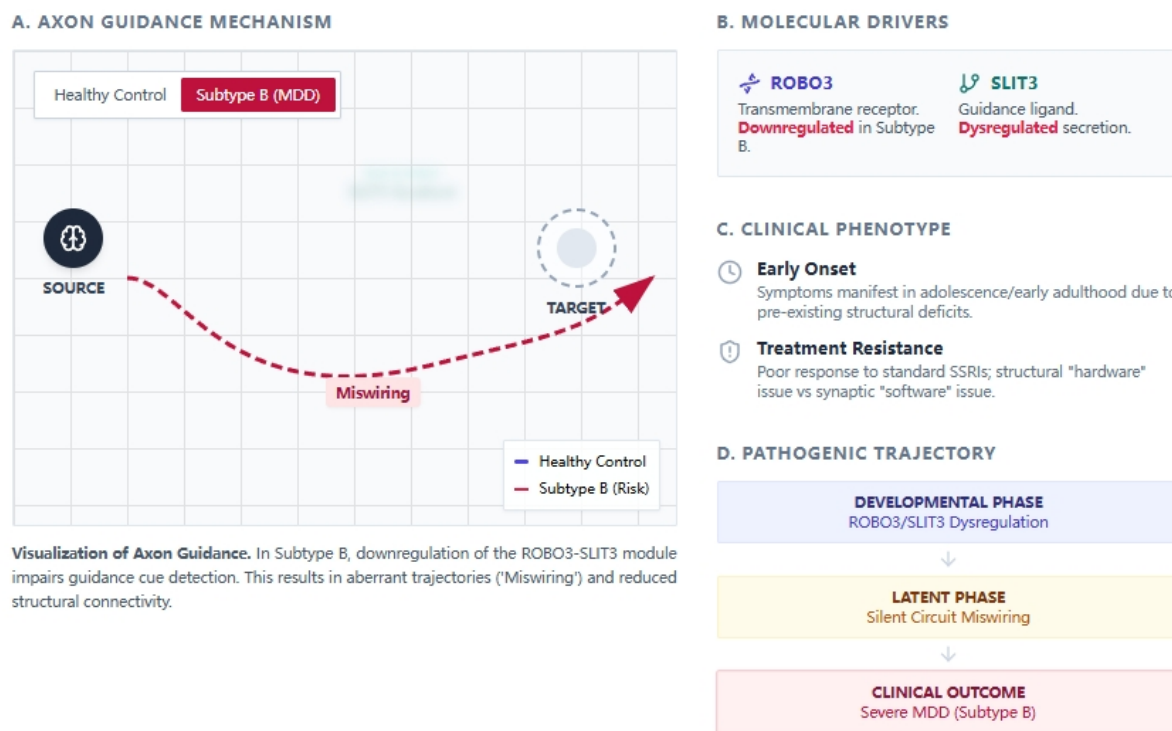 A. AXON GUIDANCE MECHANISM
Healthy Control
Subtype B (MDD)
SOURCE
TARGET
Miswiring
Healthy Control
Subtype B (Risk)
Visualization of Axon Guidance. In Subtype B, downregulation of the ROBO3-SLIT3 module
impairs guidance cue detection. This results in aberrant trajectories ('Miswiring') and reduced
structural connectivity.
B. MOLECULAR DRIVERS
ROBO3
Transmembrane receptor.
Downregulated in Subtype
B.
SLIT3
Guidance ligand.
Dysregulated secretion.
C. CLINICAL PHENOTYPE
Early Onset
Symptoms manifest in adolescence/early adulthood due to
pre-existing structural deficits.
Treatment Resistance
Poor response to standard SSRIs; structural "hardware"
issue vs synaptic "software" issue.
D. PATHOGENIC TRAJECTORY
DEVELOPMENTAL PHASE
ROBO3/SLIT3 Dysregulation
LATENT PHASE
Silent Circuit Miswiring
CLINICAL OUTCOME
Severe MDD (Subtype B)